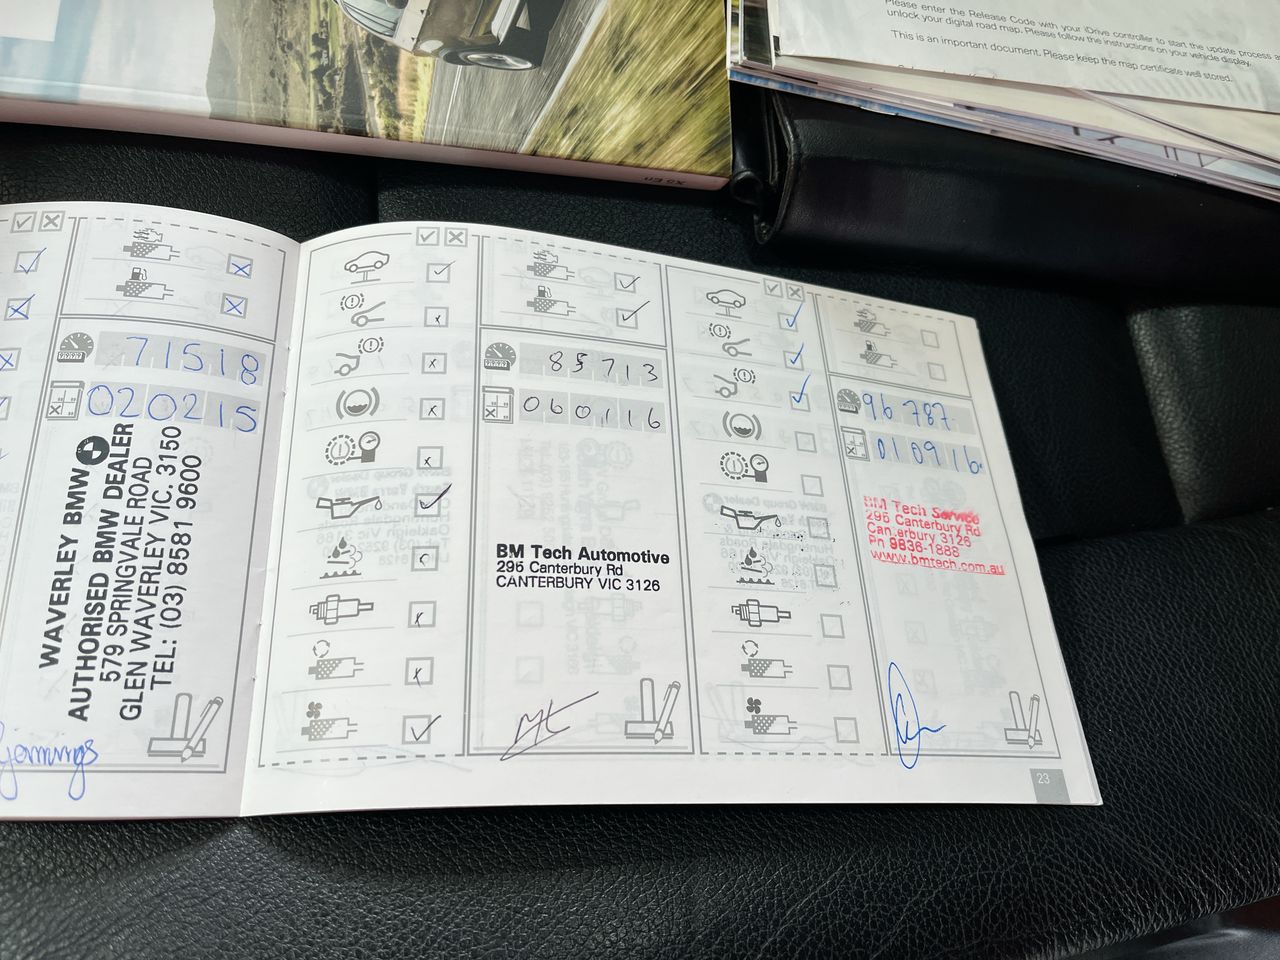 Please enter the Release Code with your iDrive controller to start the update process
unlock your digital road map. Please follow the instructions on your vehicle display.
This is an important document. Please keep the map certificate well stored.
71518
020215
WAVERLEY BMW
AUTHORISED BMW DEALER
579 SPRINGVALE ROAD
GLEN WAVERLEY VIC. 3150
TEL: (03) 8581 9600
Jennings
85713
060116
BM Tech Automotive
296 Canterbury Rd
CANTERBURY VIC 3126
96787
010916
BM Tech Service
296 Canterbury Rd
Canterbury 3126
Ph 9836-1888
www.bmtech.com.au
23